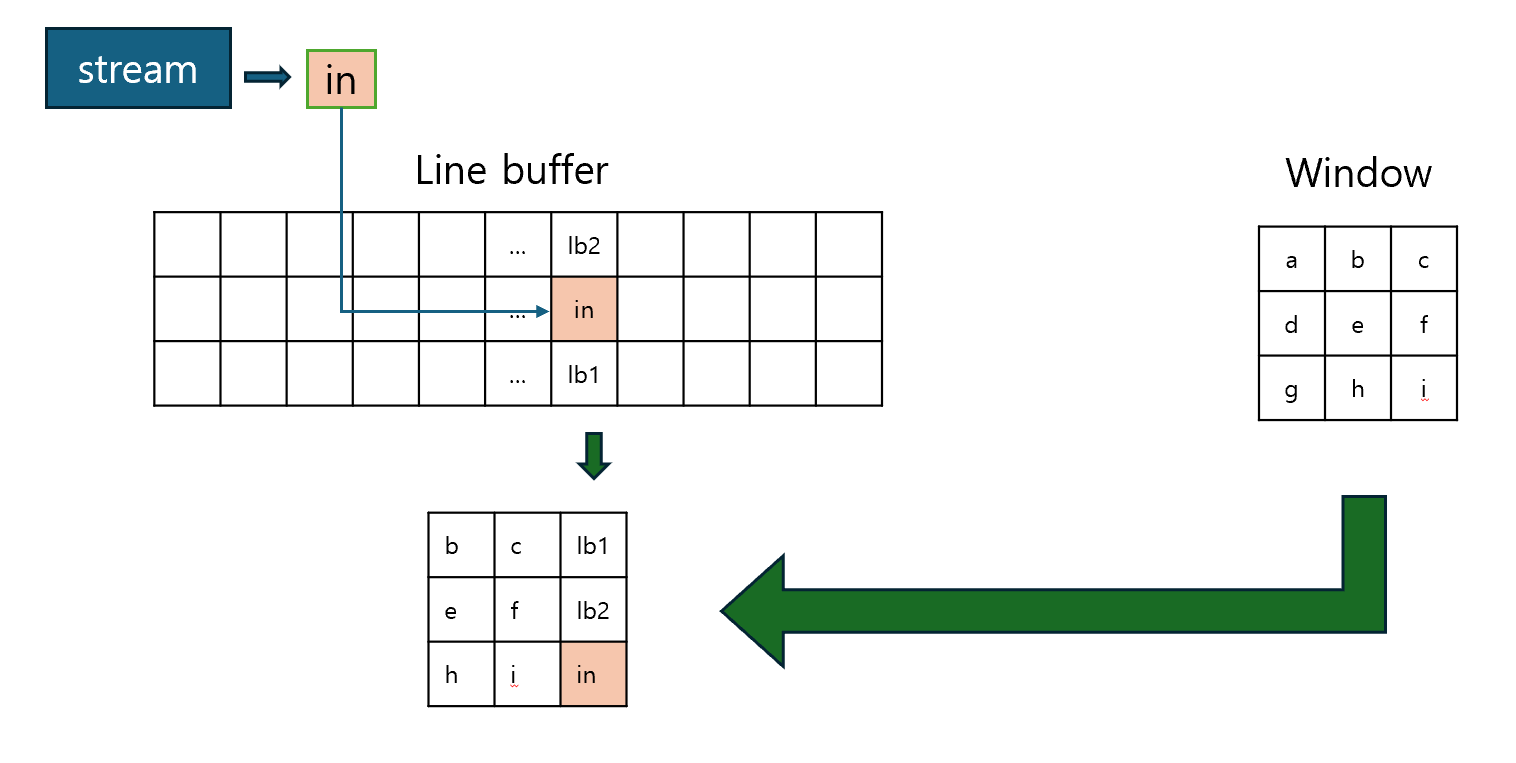 stream
in
Line buffer
Window
... lb2
... in
... lb1
a b c
d e f
g h i
b c lb1
e f lb2
h i in